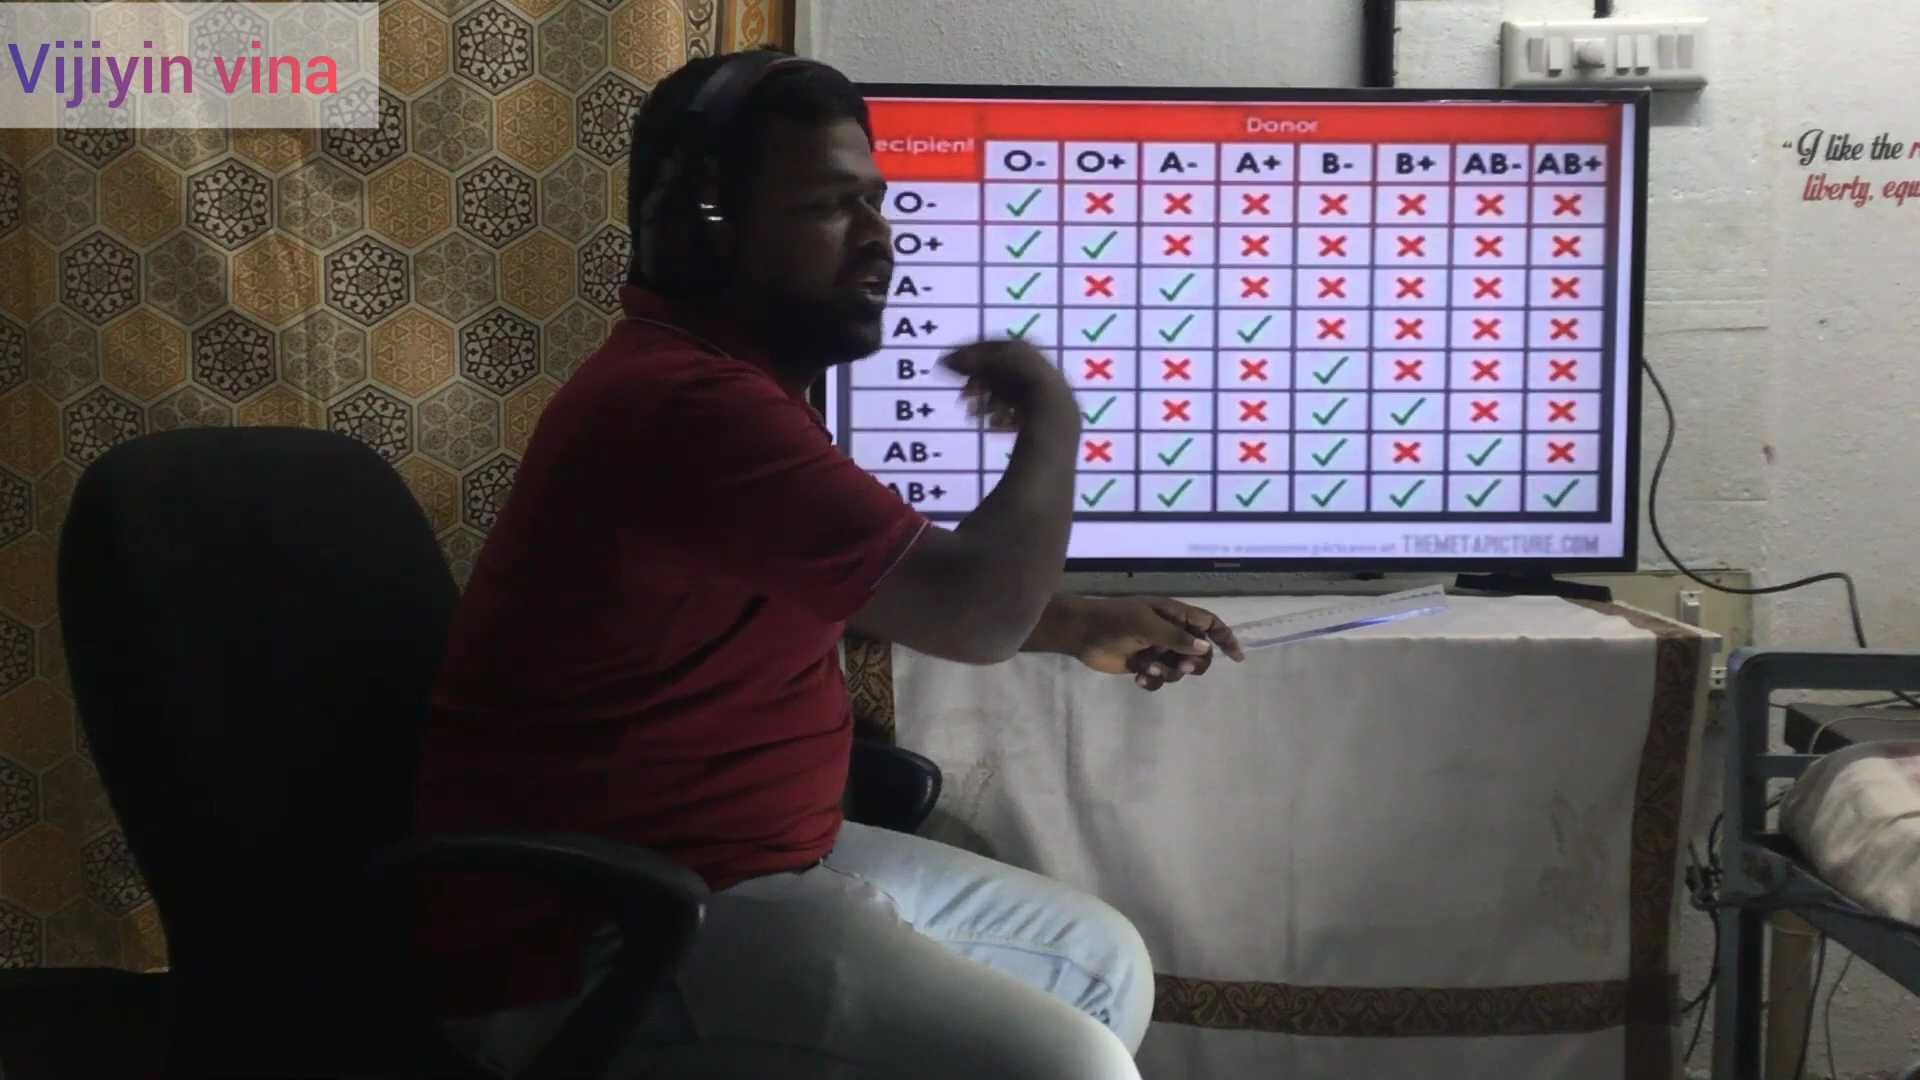 Vijiyin vina
Donor
ecipient
O- O+ A- A+ B- B+ AB- AB+
O-
O+
A-
A+
B-
B+
AB-
AB+
THEMETAPICTURE.COM
“I like the
liberty, equ